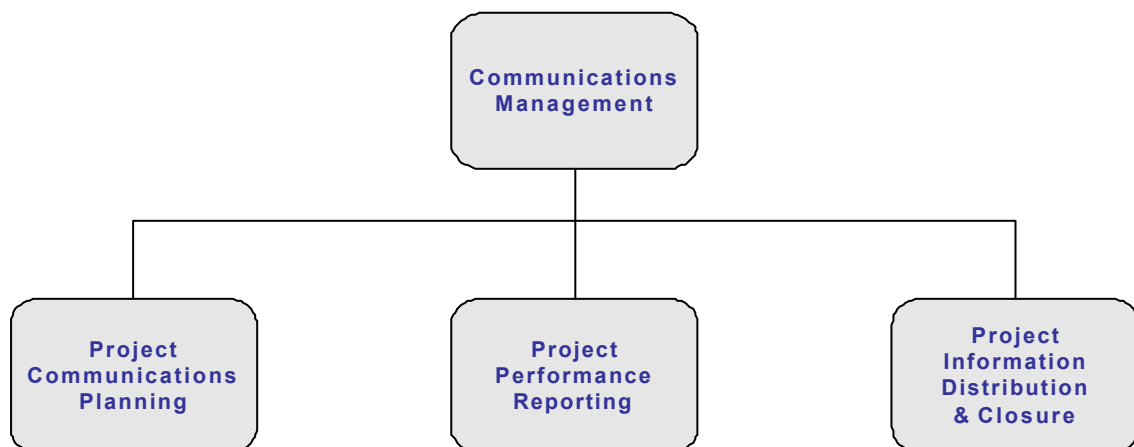 Communications
Management
Project
Communications
Planning
Project
Performance
Reporting
Project
Information
Distribution
& Closure